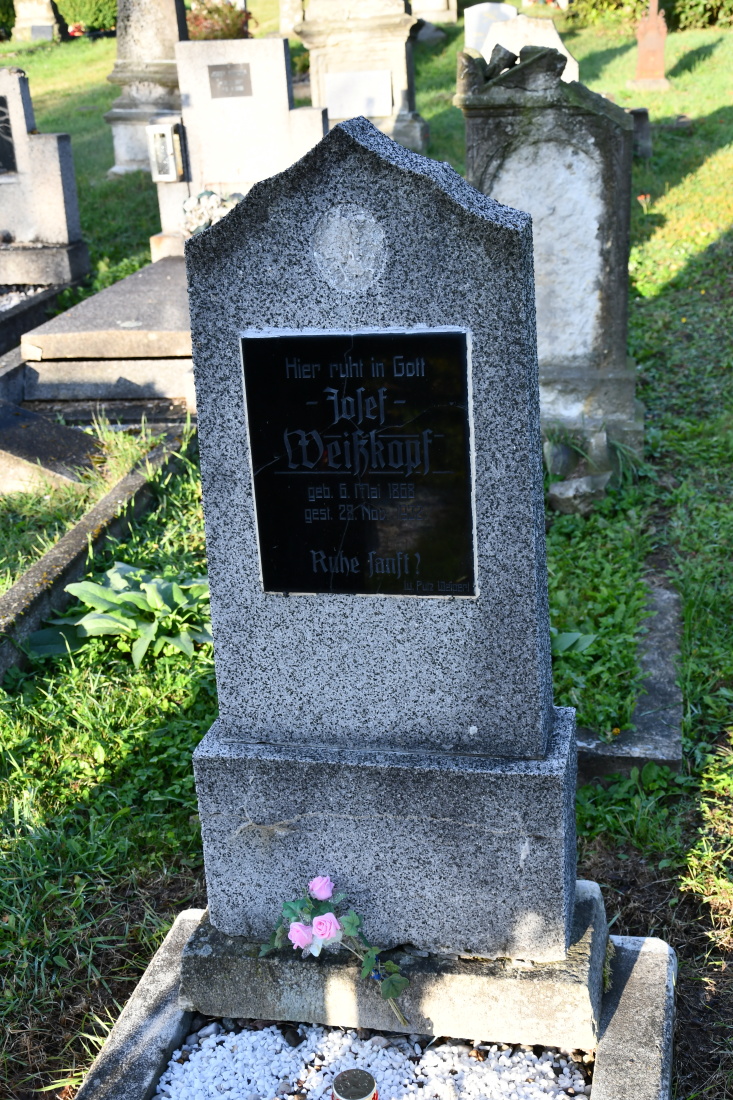 Hier ruht in Gott
- Josef -
Weißkopf
geb. 6. Mai 1868
gest. 28. Nov.
Ruhe sanft!